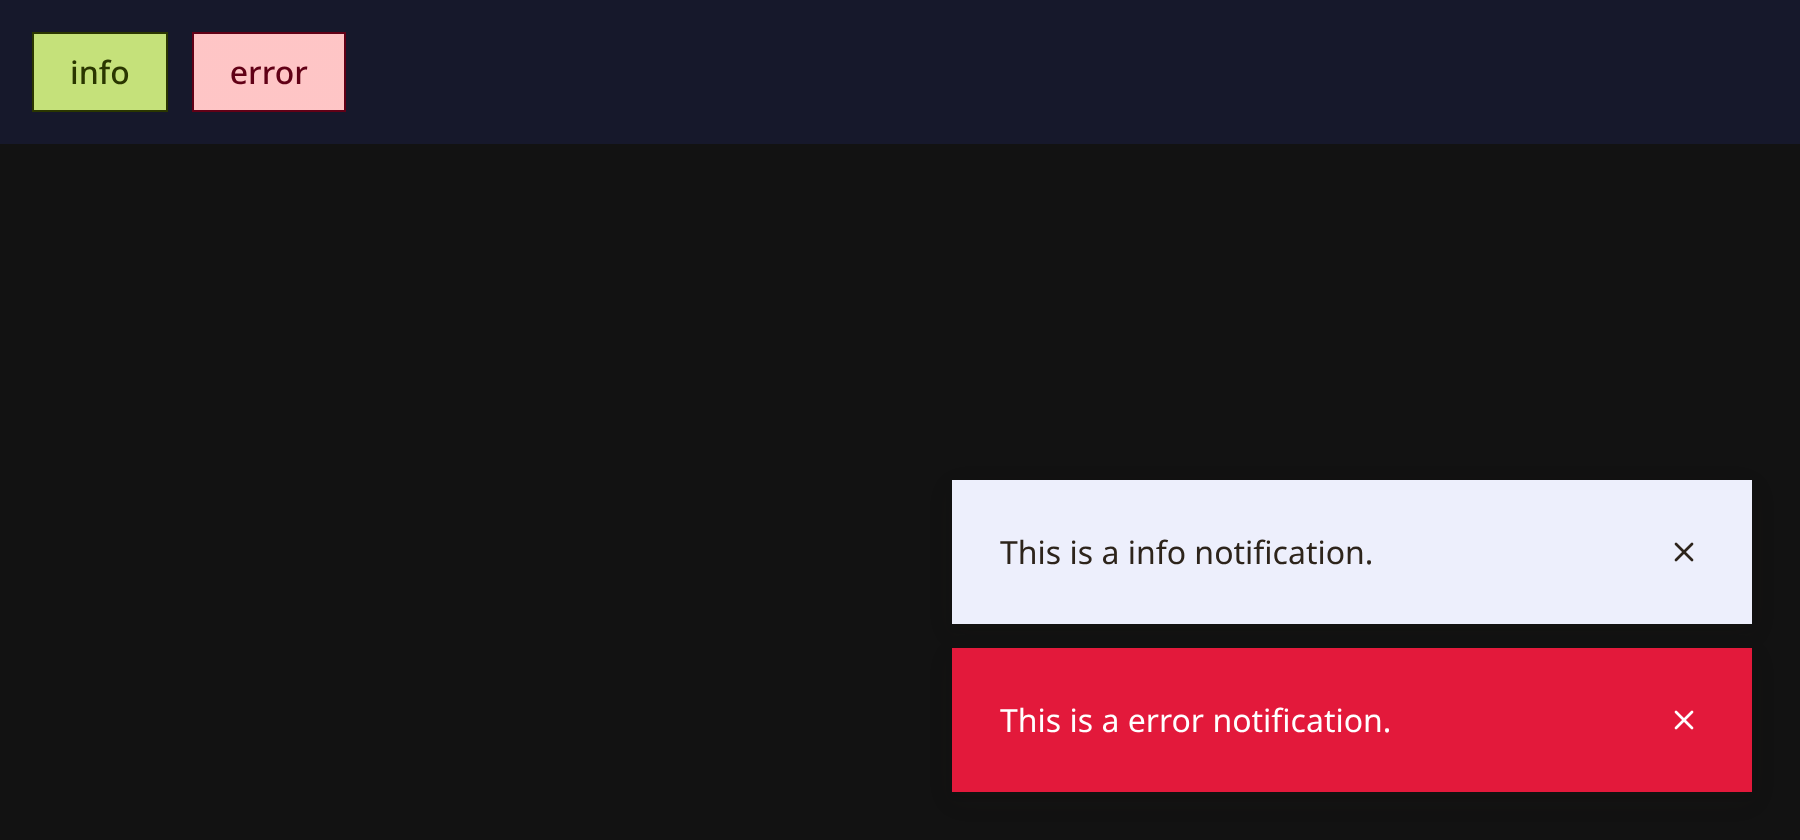 info
error
This is a info notification.
This is a error notification.